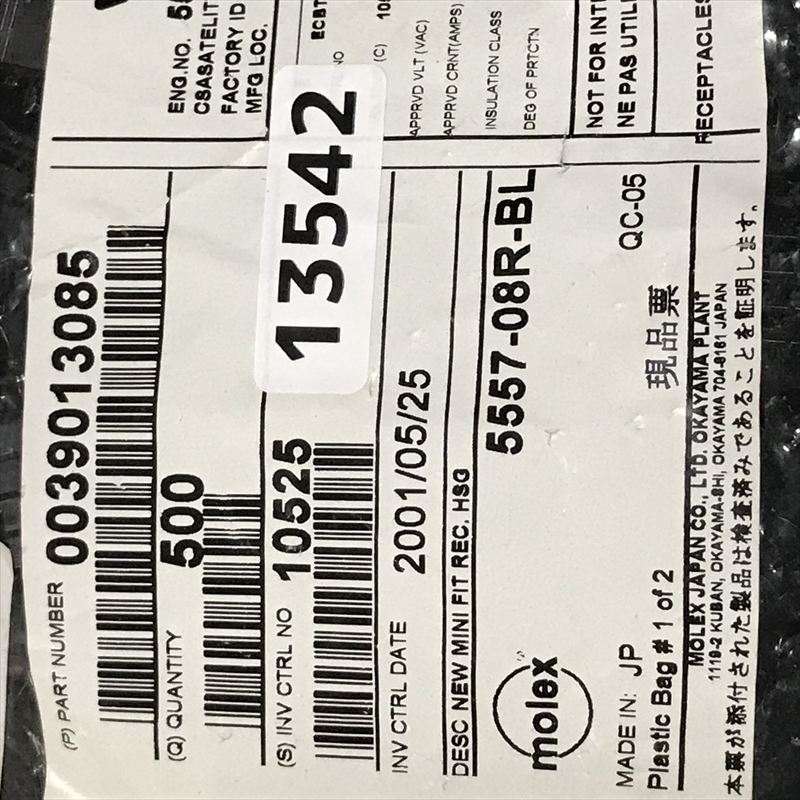 ENG.NO.
CSASATELIT
FACTORY ID
MFG LOC.
ECBT
(C)
APPRVD VLT (VAC)
APPRVD CRNT(AMPS)
INSULATION CLASS
DEG OF PRTCTN
NOT FOR INT
NE PAS UTIL
RECEPTACLES
(P) PART NUMBER 0039013085
(Q) QUANTITY 500
(S) INV CTRL NO 10525
13542
INV CTRL DATE 2001/05/25
DESC NEW MINI FIT REC. HSG
5557-08R-BL
molex
MADE IN: JP
現品票 QC-05
Plastic Bag # 1 of 2
MOLEX JAPAN CO., LTD. OKAYAMA PLANT
1119-2 KUBAN, OKAYAMA-SHI, OKAYAMA 704-8161 JAPAN
本票が添付された製品は検査済みであることを証明します。